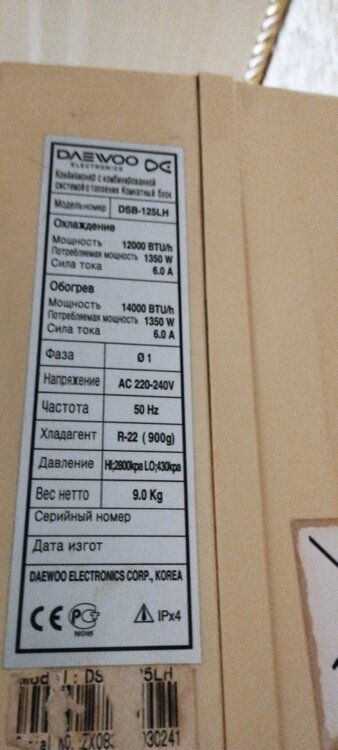 DAEWOO
ELECTRONICS
Кондиционер с комбинированной
системой отопления Комнатный блок
Модель номер DSB-125LH
Охлаждение
Мощность 12000 BTU/h
Потребляемая мощность 1350 W
Сила тока 6.0 A
Обогрев
Мощность 14000 BTU/h
Потребляемая мощность 1350 W
Сила тока 6.0 A
Фаза Ø 1
Напряжение AC 220-240V
Частота 50 Hz
Хладагент R-22 ( 900g)
Давление HI;2800kpa LO;430kpa
Вес нетто 9.0 Kg
Серийный номер
Дата изгот
DAEWOO ELECTRONICS CORP., KOREA
CE IPx4